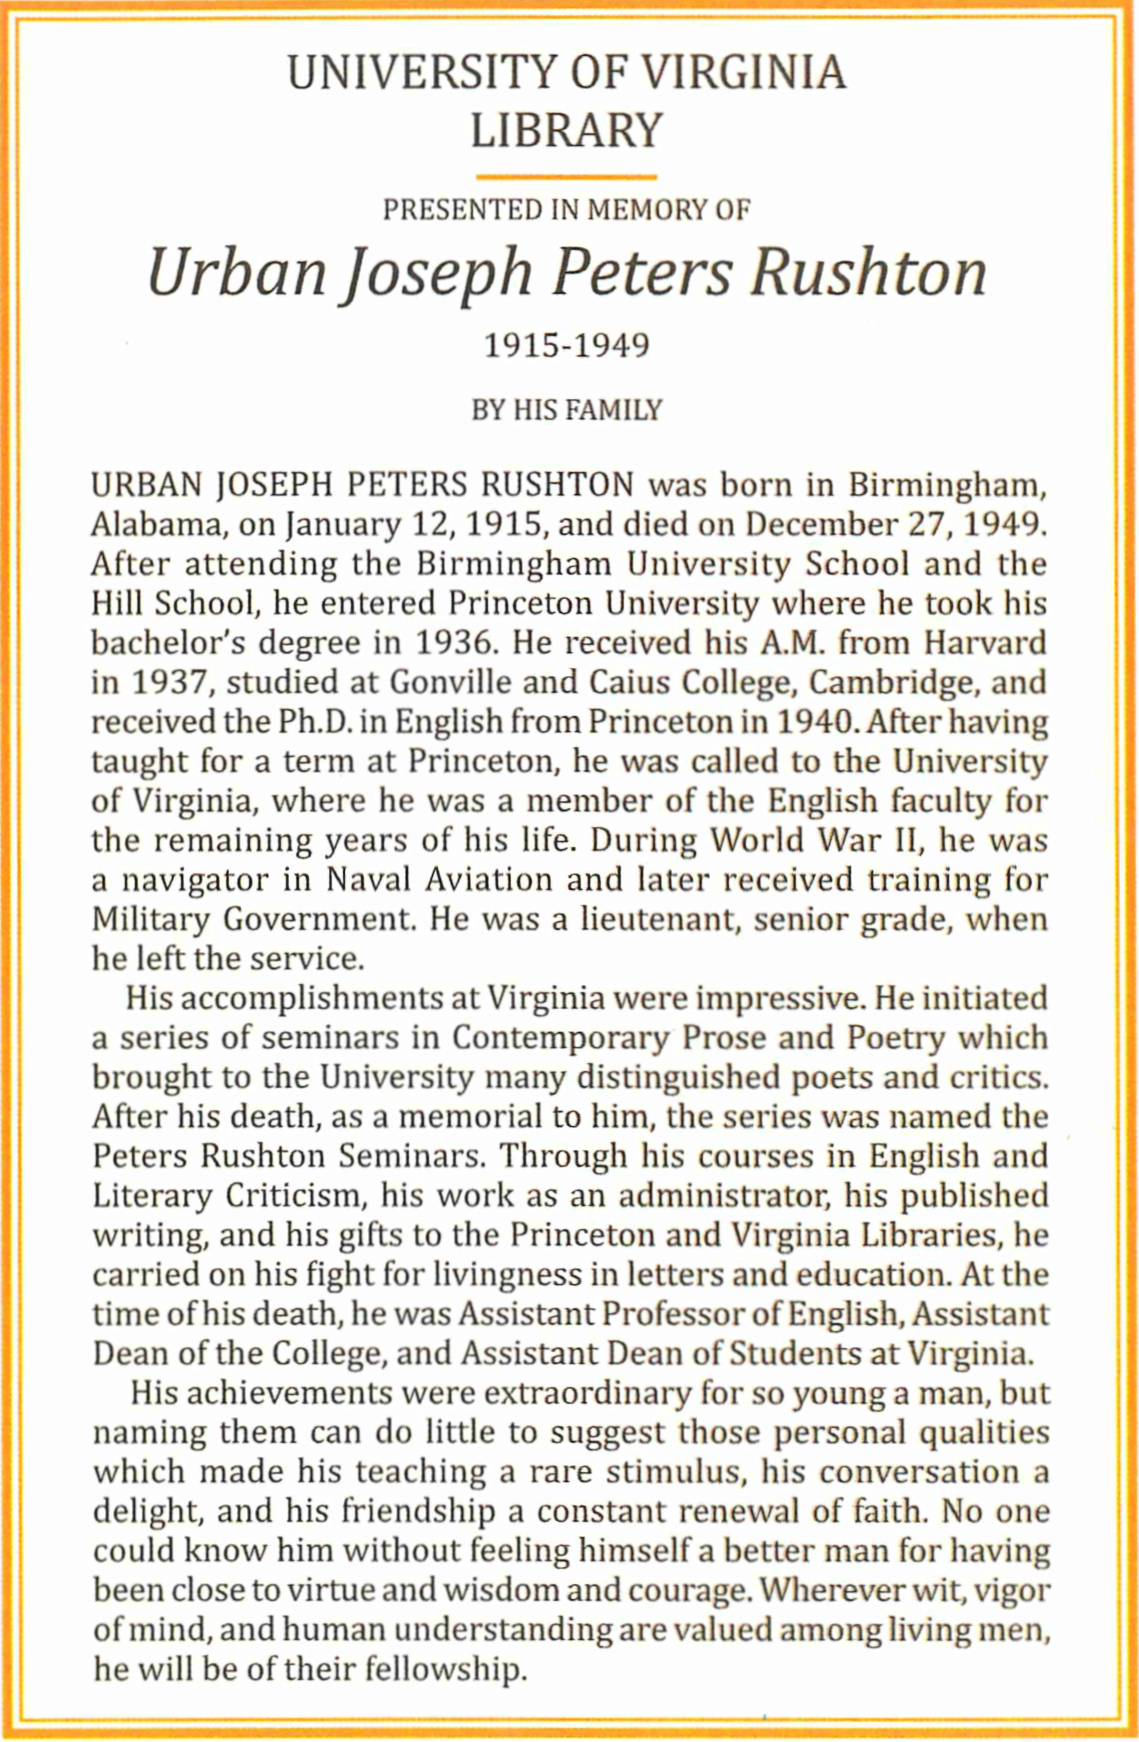 UNIVERSITY OF VIRGINIA
LIBRARY
PRESENTED IN MEMORY OF
Urban Joseph Peters Rushton
1915-1949
BY HIS FAMILY
URBAN JOSEPH PETERS RUSHTON was born in Birmingham,
Alabama, on January 12, 1915, and died on December 27, 1949.
After attending the Birmingham University School and the
Hill School, he entered Princeton University where he took his
bachelor's degree in 1936. He received his A.M. from Harvard
in 1937, studied at Gonville and Caius College, Cambridge, and
received the Ph.D. in English from Princeton in 1940. After having
taught for a term at Princeton, he was called to the University
of Virginia, where he was a member of the English faculty for
the remaining years of his life. During World War II, he was
a navigator in Naval Aviation and later received training for
Military Government. He was a lieutenant, senior grade, when
he left the service.
His accomplishments at Virginia were impressive. He initiated
a series of seminars in Contemporary Prose and Poetry which
brought to the University many distinguished poets and critics.
After his death, as a memorial to him, the series was named the
Peters Rushton Seminars. Through his courses in English and
Literary Criticism, his work as an administrator, his published
writing, and his gifts to the Princeton and Virginia Libraries, he
carried on his fight for livingness in letters and education. At the
time of his death, he was Assistant Professor of English, Assistant
Dean of the College, and Assistant Dean of Students at Virginia.
His achievements were extraordinary for so young a man, but
naming them can do little to suggest those personal qualities
which made his teaching a rare stimulus, his conversation a
delight, and his friendship a constant renewal of faith. No one
could know him without feeling himself a better man for having
been close to virtue and wisdom and courage. Wherever wit, vigor
of mind, and human understanding are valued among living men,
he will be of their fellowship.